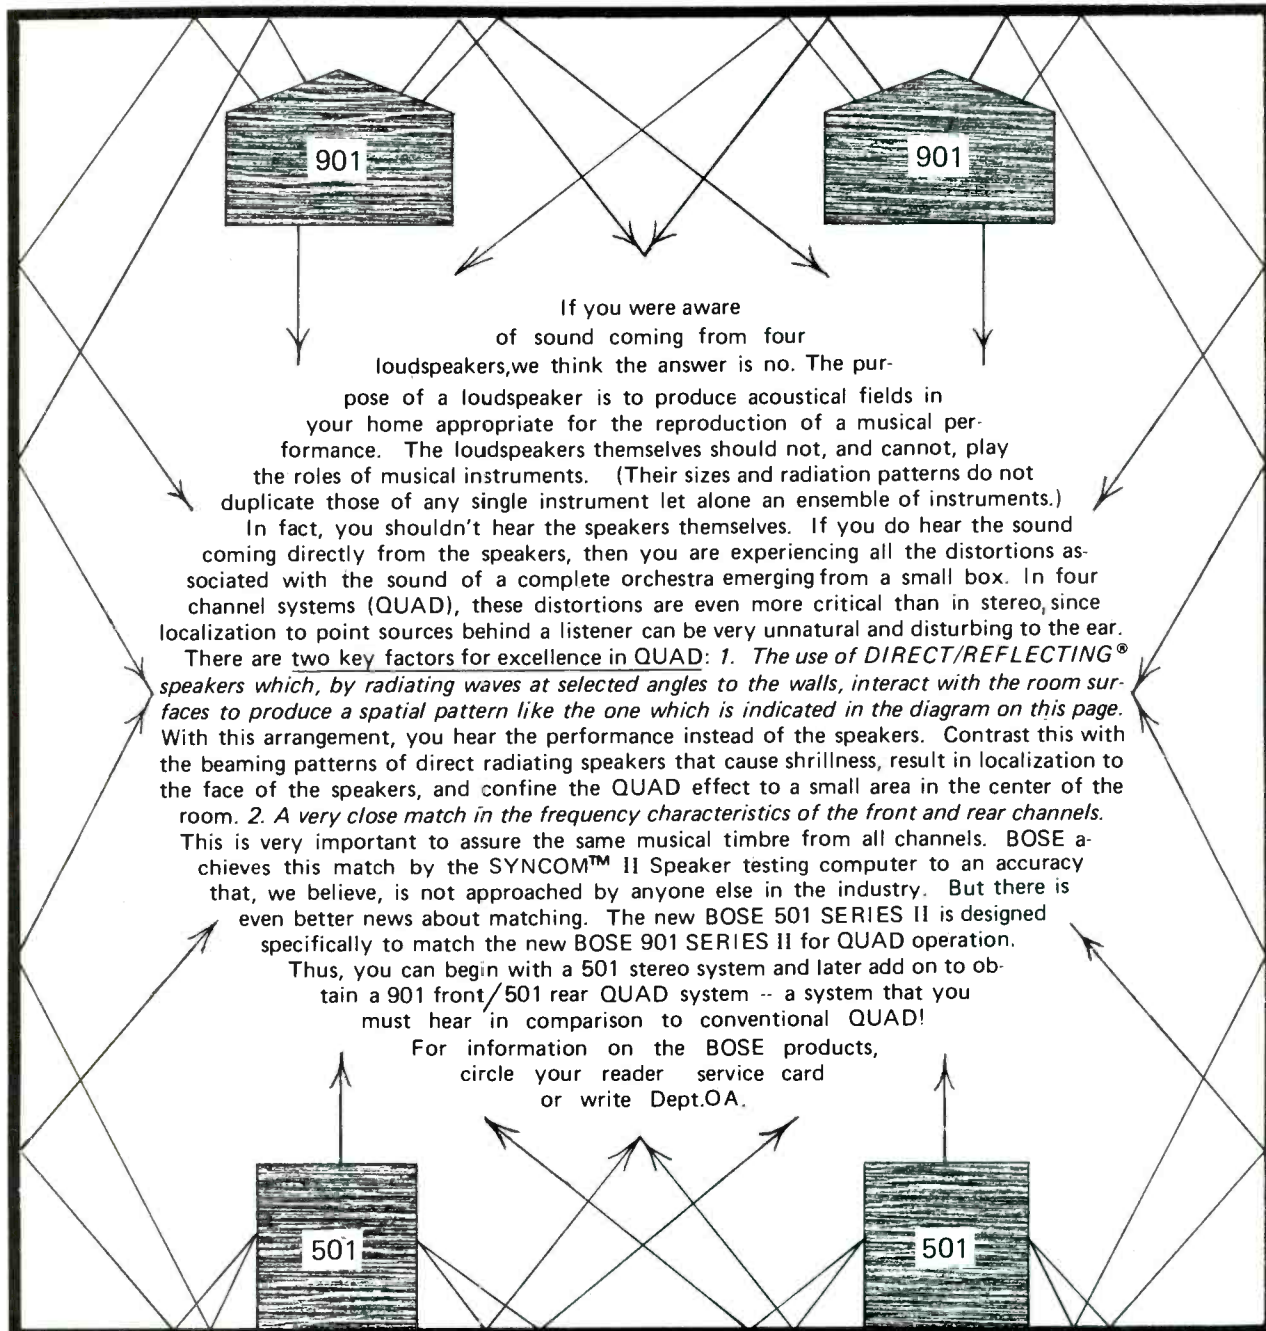 901
901
If you were aware
of sound coming from four
loudspeakers,we think the answer is no. The pur-
pose of a loudspeaker is to produce acoustical fields in
your home appropriate for the reproduction of a musical per-
formance. The loudspeakers themselves should not, and cannot, play
the roles of musical instruments. (Their sizes and radiation patterns do not
duplicate those of any single instrument let alone an ensemble of instruments.)
In fact, you shouldn't hear the speakers themselves. If you do hear the sound
coming directly from the speakers, then you are experiencing all the distortions as-
sociated with the sound of a complete orchestra emerging from a small box. In four
channel systems (QUAD), these distortions are even more critical than in stereo, since
localization to point sources behind a listener can be very unnatural and disturbing to the ear.
There are two key factors for excellence in QUAD: 1. The use of DIRECT/REFLECTING®
speakers which, by radiating waves at selected angles to the walls, interact with the room sur-
faces to produce a spatial pattern like the one which is indicated in the diagram on this page.
With this arrangement, you hear the performance instead of the speakers. Contrast this with
the beaming patterns of direct radiating speakers that cause shrillness, result in localization to
the face of the speakers, and confine the QUAD effect to a small area in the center of the
room. 2. A very close match in the frequency characteristics of the front and rear channels.
This is very important to assure the same musical timbre from all channels. BOSE a-
chieves this match by the SYNCOM™ II Speaker testing computer to an accuracy
that, we believe, is not approached by anyone else in the industry. But there is
even better news about matching. The new BOSE 501 SERIES II is designed
specifically to match the new BOSE 901 SERIES II for QUAD operation.
Thus, you can begin with a 501 stereo system and later add on to ob-
tain a 901 front/501 rear QUAD system -- a system that you
must hear in comparison to conventional QUAD!
For information on the BOSE products,
circle your reader service card
or write Dept.OA.
501
501